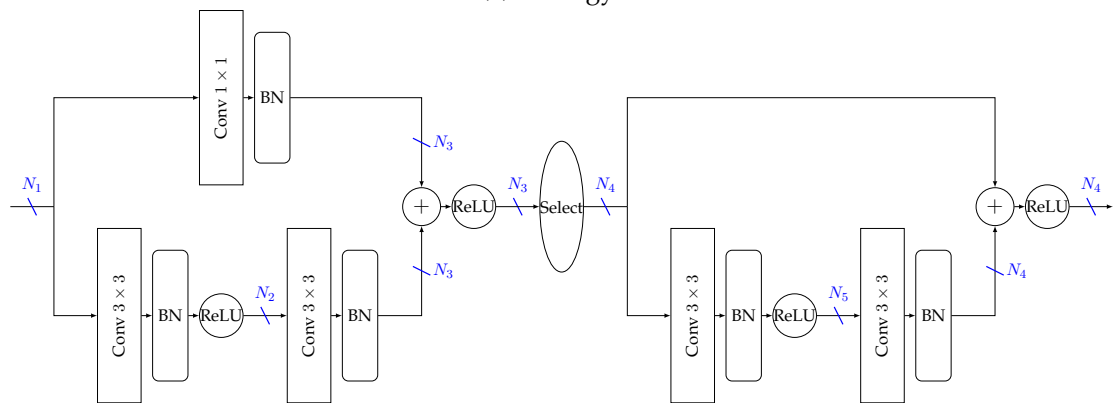 Conv 1 × 1
BN
N₃
N₁
+
ReLU
N₃
Select
N₄
+
ReLU
N₄
Conv 3 × 3
BN
ReLU
N₂
Conv 3 × 3
BN
N₃
Conv 3 × 3
BN
ReLU
N₅
Conv 3 × 3
BN
N₄